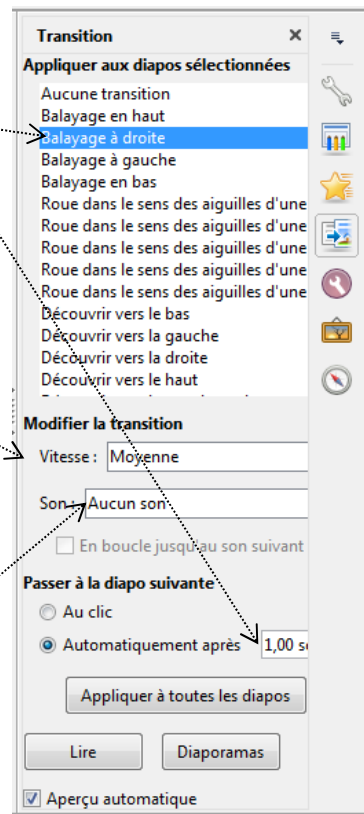 Transition
Appliquer aux diapos sélectionnées
Aucune transition
Balayage en haut
Balayage à droite
Balayage à gauche
Balayage en bas
Roue dans le sens des aiguilles d'une
Roue dans le sens des aiguilles d'une
Roue dans le sens des aiguilles d'une
Roue dans le sens des aiguilles d'une
Roue dans le sens des aiguilles d'une
Découvrir vers le bas
Découvrir vers la gauche
Découvrir vers la droite
Découvrir vers le haut
Modifier la transition
Vitesse : Moyenne
Son : Aucun son
En boucle jusqu'au son suivant
Passer à la diapo suivante
Au clic
Automatiquement après 1,00 se
Appliquer à toutes les diapos
Lire Diaporamas
Aperçu automatique